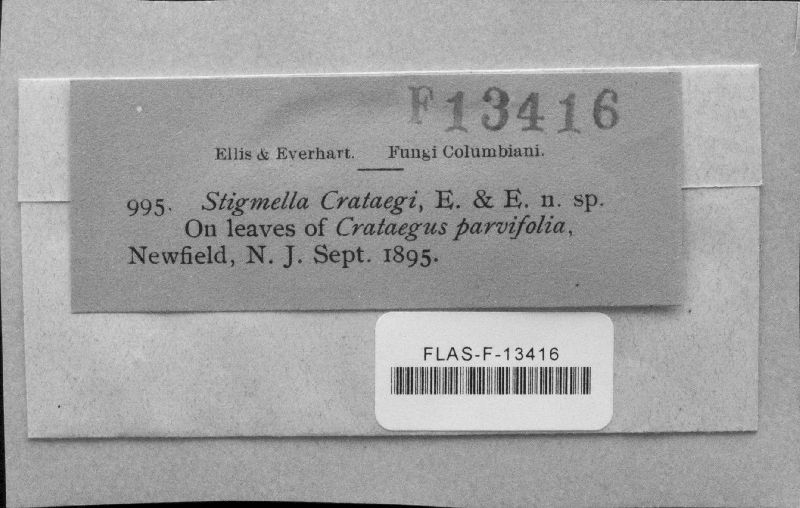 F13416
Ellis & Everhart. Fungi Columbiani.
995. Stigmella Crataegi, E. & E. n. sp.
On leaves of Crataegus parvifolia,
Newfield, N. J. Sept. 1895.
FLAS-F-13416